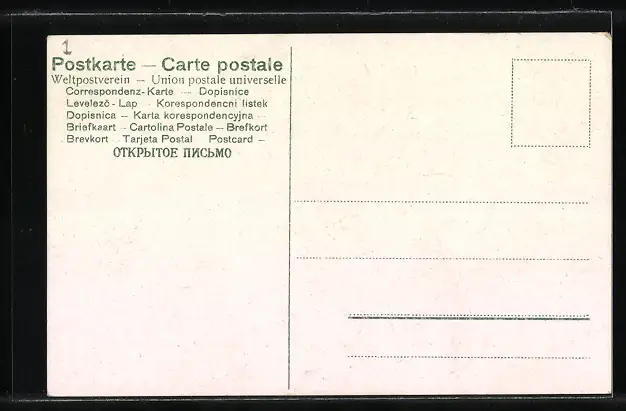 1
Postkarte — Carte postale
Weltpostverein — Union postale universelle
Correspondenz-Karte — Dopisnice
Levelező-Lap Korespondencni listek
Dopisnica — Karta korespondencyjna
Briefkaart — Cartolina Postale — Brefkort
Brevkort Tarjeta Postal Postcard —
ОТКРЫТОЕ ПИСЬМО